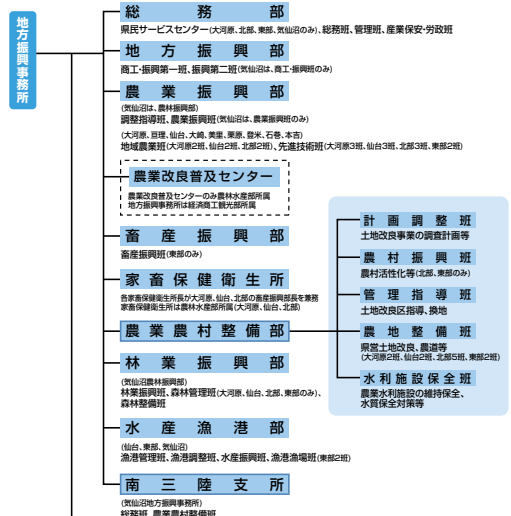 地方振興事務所
総務部
県民サービスセンター(大河原、北部、東部、気仙沼のみ)、総務班、管理班、産業保安・労政班
地方振興部
商工・振興第一班、振興第二班(気仙沼は、商工・振興班のみ)
農業振興部
(気仙沼は、農林振興部)
調整指導班、農業振興班(気仙沼は、農業振興班のみ)
(大河原、亘理、仙台、大崎、美里、栗原、登米、石巻、本吉)
地域農業班(大河原2班、仙台2班、北部2班)、先進技術班(大河原3班、仙台3班、北部3班、東部2班)
農業改良普及センター
農業改良普及センターのみ農林水産部所属
地方振興事務所は経済商工観光部所属
畜産振興部
畜産振興班(東部のみ)
家畜保健衛生所
各家畜保健衛生所長が大河原、仙台、北部の畜産振興部長を兼務
家畜保健衛生所は農林水産部所属(大河原、仙台、北部)
農業農村整備部
林業振興部
(気仙沼農林振興部)
林業振興班、森林管理班(大河原、仙台、北部、東部のみ)、
森林整備班
水産漁港部
(仙台、東部、気仙沼)
漁港管理班、漁港調整班、水産振興班、漁港漁場班(東部2班)
南三陸支所
(気仙沼地方振興事務所)
総務班、農業農村整備班
計画調整班
土地改良事業の調査計画等
農村振興班
農村活性化等(北部、東部のみ)
管理指導班
土地改良区指導、換地
農地整備班
県営土地改良、農道等
(大河原2班、仙台2班、北部5班、東部2班)
水利施設保全班
農業水利施設の維持保全、
水質保全対策等